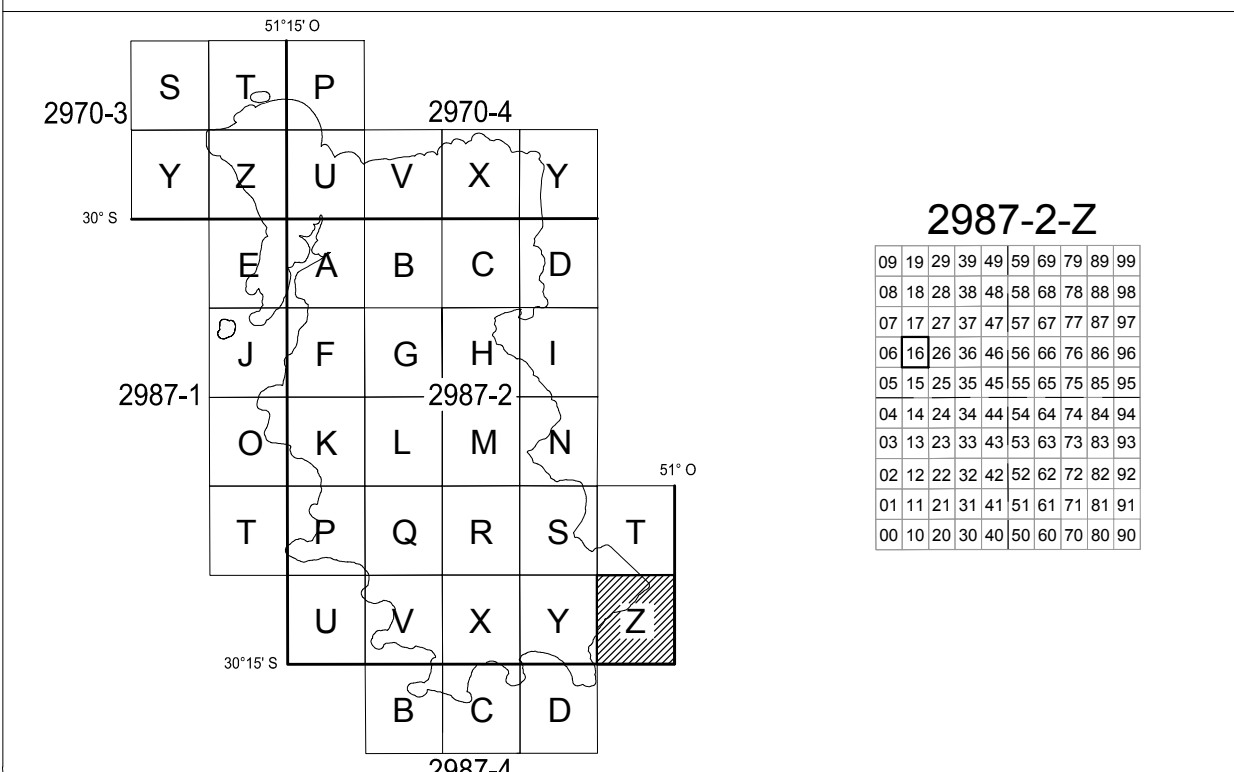 51°15' O
S T P
2970-3 2970-4
Y Z U V X Y
30° S
E A B C D
J F G H I
2987-1 2987-2
O K L M N
51° O
T P Q R S T
U V X Y Z
30°15' S
B C D
2987-4
2987-2-Z
09 19 29 39 49 59 69 79 89 99
08 18 28 38 48 58 68 78 88 98
07 17 27 37 47 57 67 77 87 97
06 16 26 36 46 56 66 76 86 96
05 15 25 35 45 55 65 75 85 95
04 14 24 34 44 54 64 74 84 94
03 13 23 33 43 53 63 73 83 93
02 12 22 32 42 52 62 72 82 92
01 11 21 31 41 51 61 71 81 91
00 10 20 30 40 50 60 70 80 90